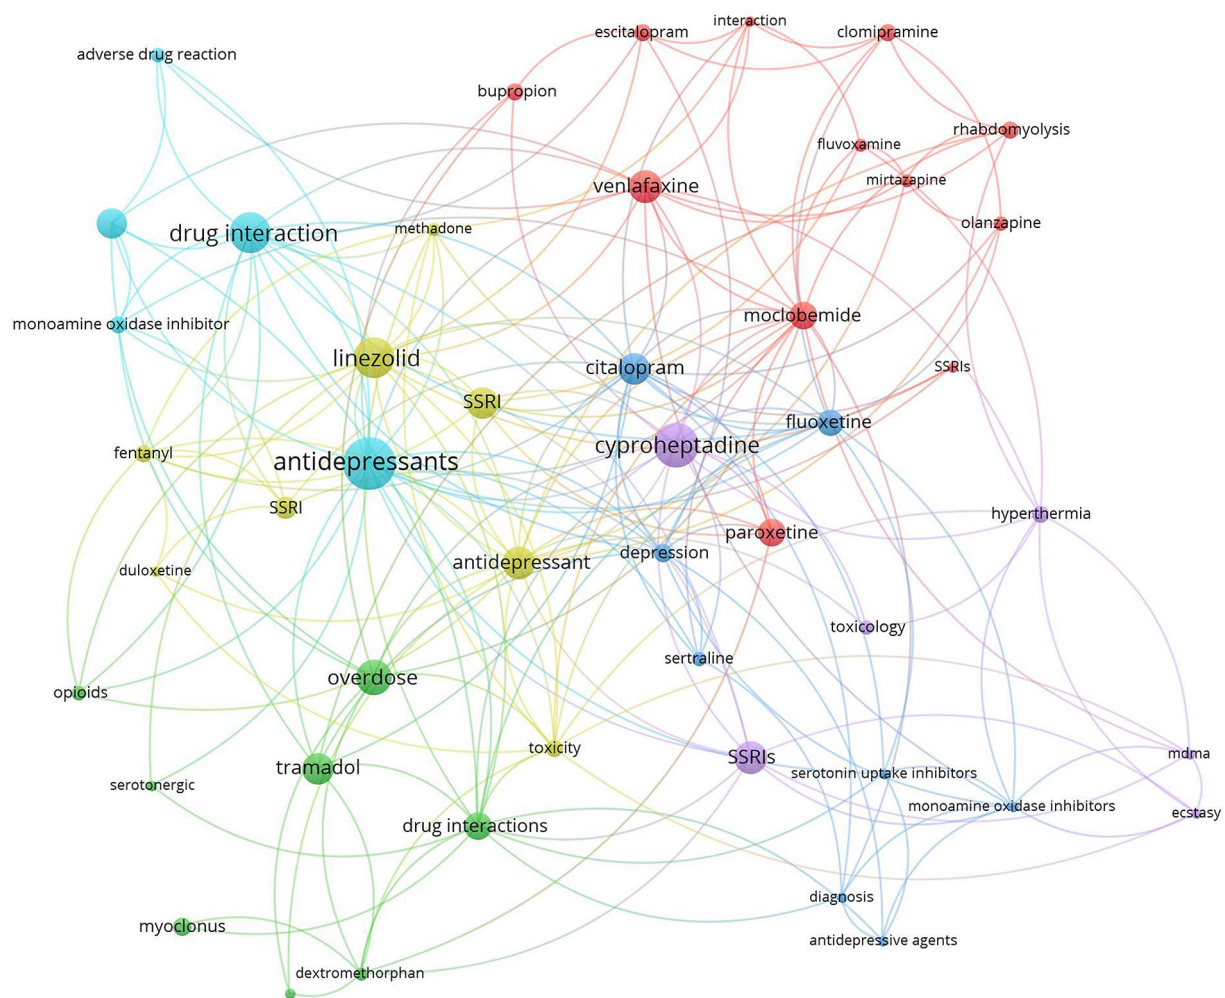 interaction
escitalopram
clomipramine
adverse drug reaction
bupropion
rhabdomyolysis
fluvoxamine
mirtazapine
venlafaxine
olanzapine
methadone
drug interaction
moclobemide
monoamine oxidase inhibitor
linezolid
citalopram
SSRIs
SSRI
fluoxetine
cyproheptadine
fentanyl
antidepressants
SSRI
hyperthermia
paroxetine
depression
antidepressant
duloxetine
toxicology
sertraline
overdose
opioids
toxicity
mdma
SSRIs
tramadol
serotonin uptake inhibitors
serotonergic
monoamine oxidase inhibitors
ecstasy
drug interactions
diagnosis
myoclonus
antidepressive agents
dextromethorphan